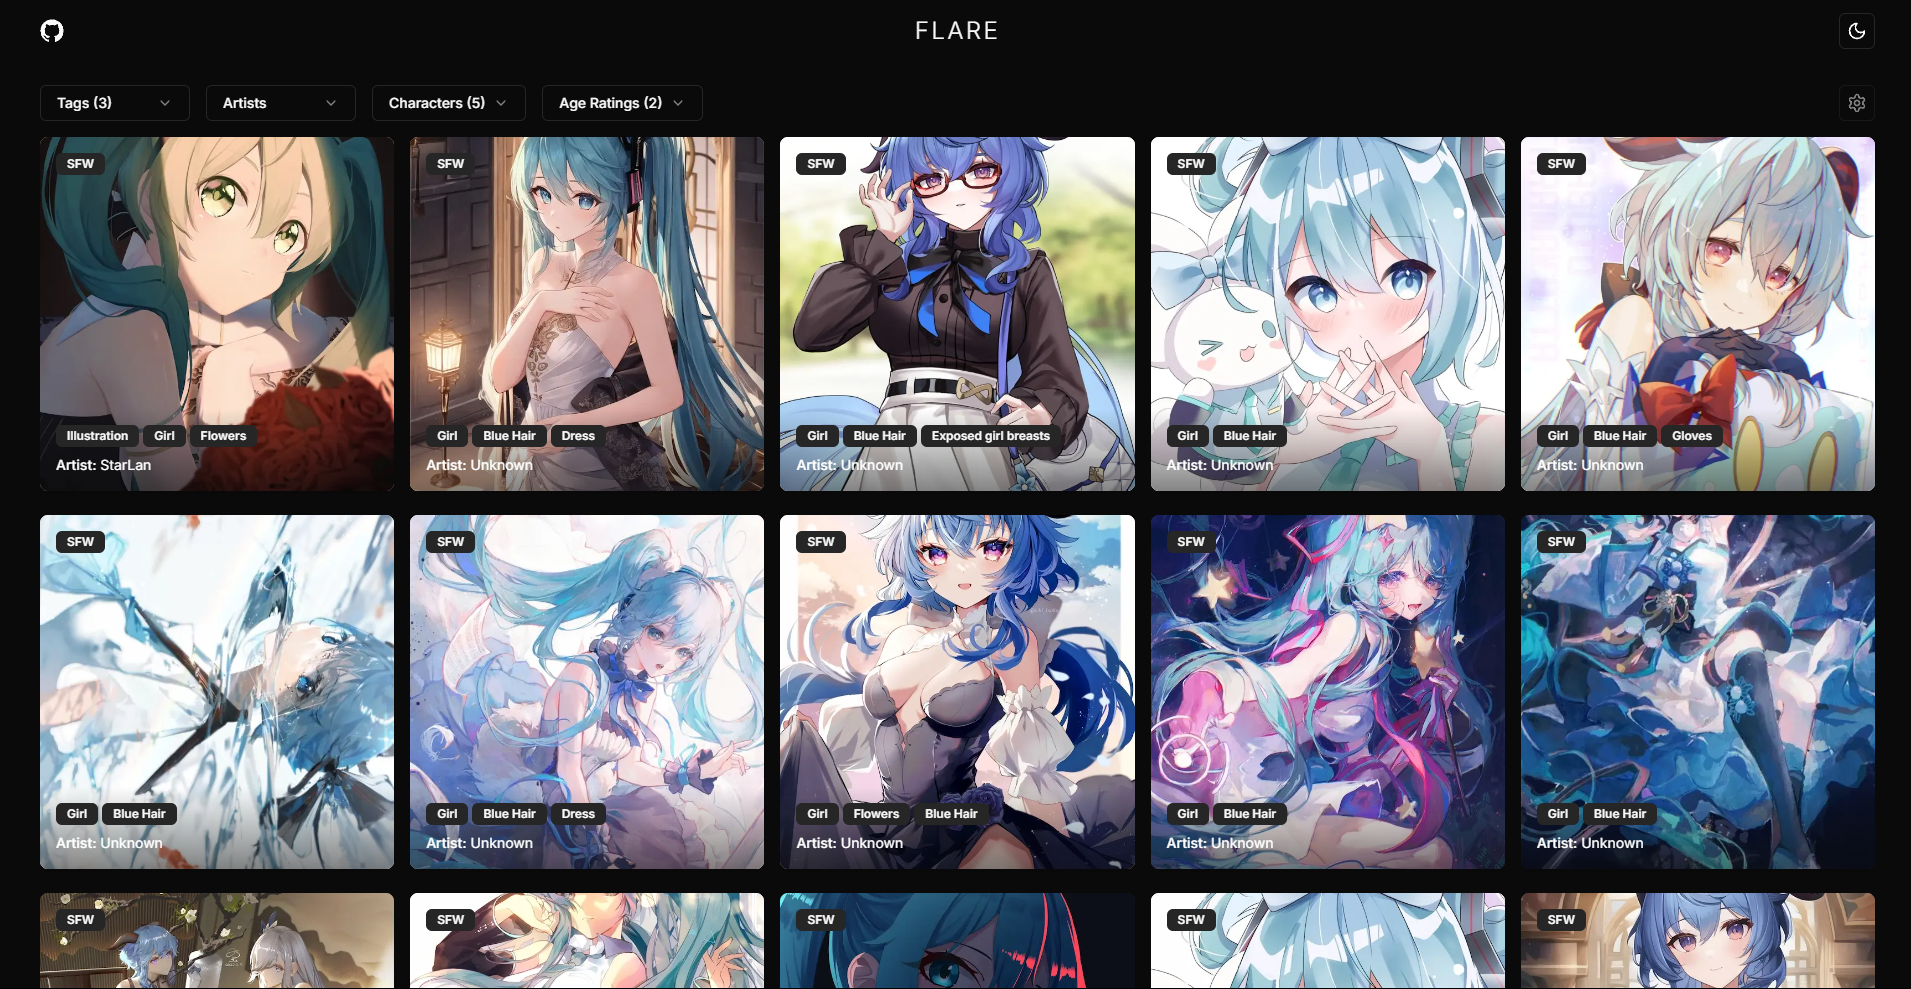 FLARE
Tags (3)
Artists
Characters (5)
Age Ratings (2)
SFW
Illustration Girl Flowers
Artist: StarLan
SFW
Girl Blue Hair Dress
Artist: Unknown
SFW
Girl Blue Hair Exposed girl breasts
Artist: Unknown
SFW
Girl Blue Hair
Artist: Unknown
SFW
Girl Blue Hair Gloves
Artist: Unknown
SFW
Girl Blue Hair
Artist: Unknown
SFW
Girl Blue Hair Dress
Artist: Unknown
SFW
Girl Flowers Blue Hair
Artist: Unknown
SFW
Girl Blue Hair
Artist: Unknown
SFW
Girl Blue Hair
Artist: Unknown
SFW
SFW
SFW
SFW
SFW